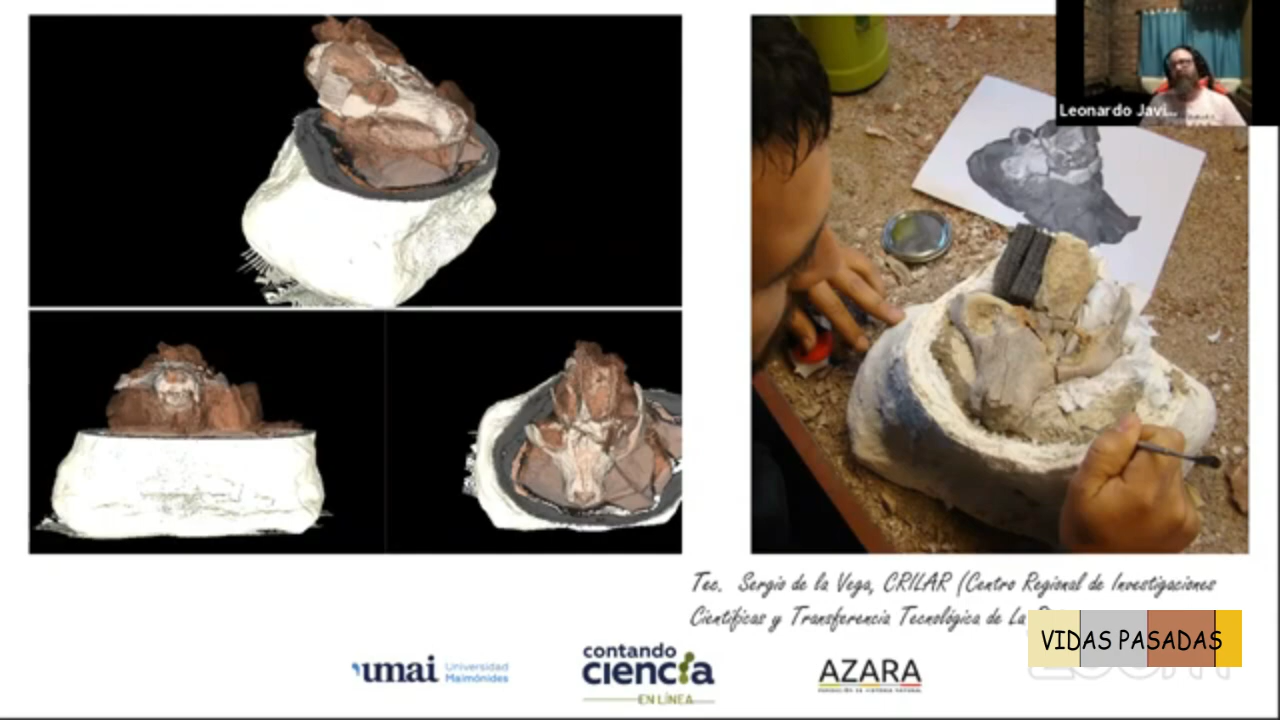 Leonardo Javi...
Tec. Sergio de la Vega, CRILAR (Centro Regional de Investigaciones
Científicas y Transferencia Tecnológica de La
VIDAS PASADAS
umai Universidad
Maimónides
contando
ciencia
EN LÍNEA
AZARA
zoom